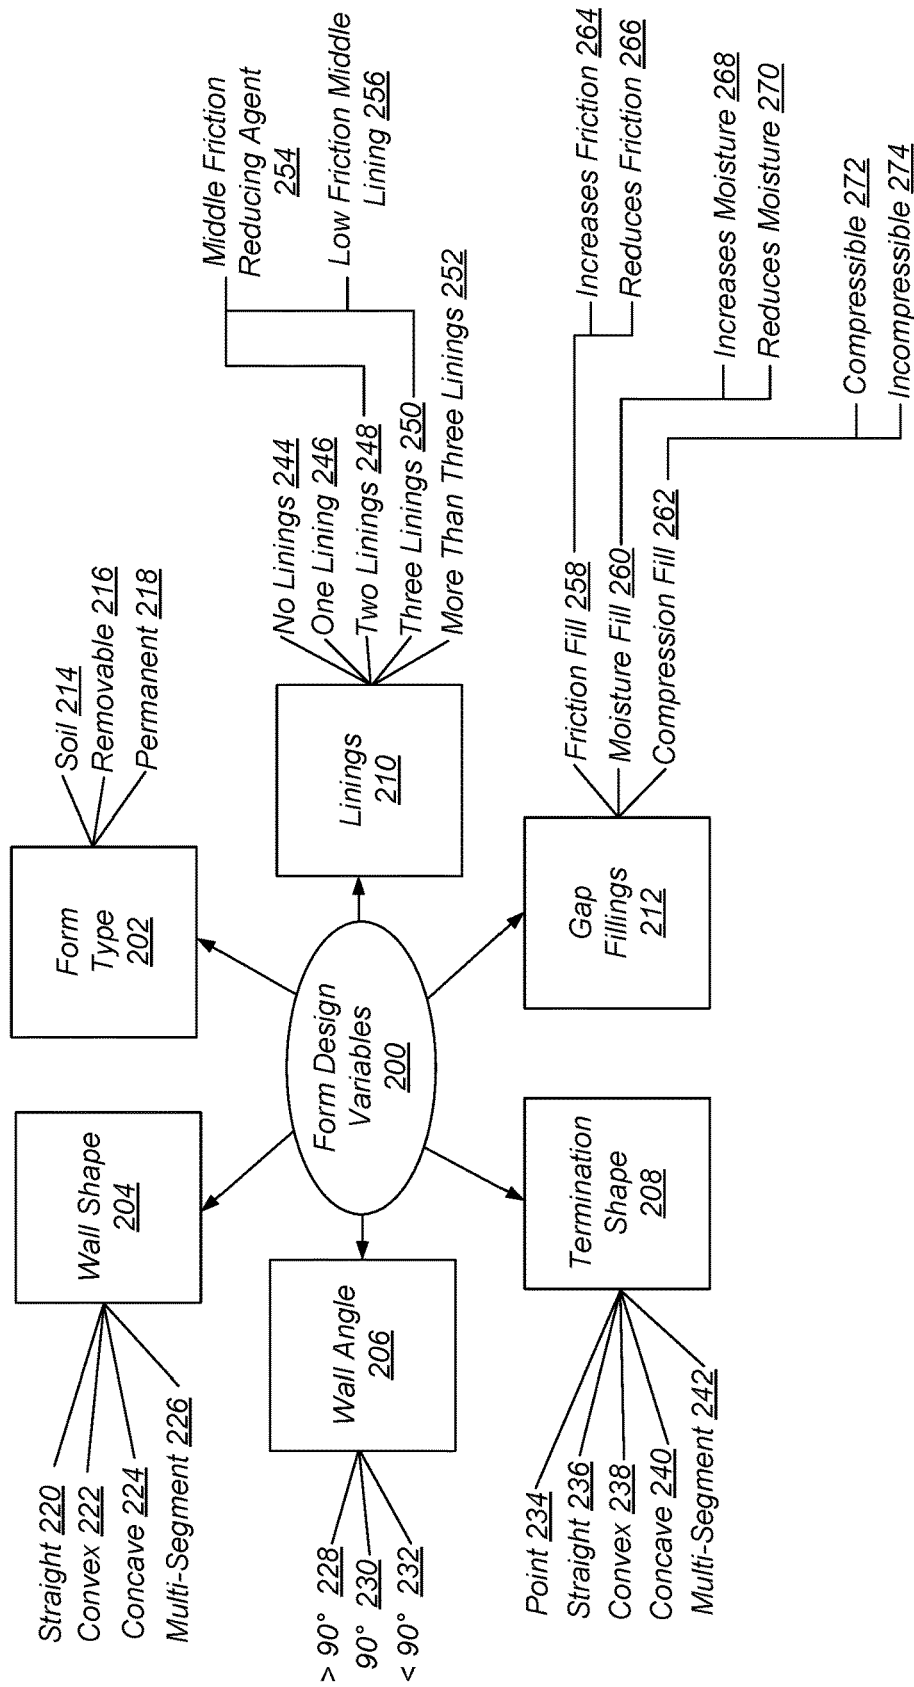 Form Design
Variables
200
Form
Type
202
Soil 214
Removable 216
Permanent 218
Wall Shape
204
Straight 220
Convex 222
Concave 224
Multi-Segment 226
Wall Angle
206
> 90° 228
90° 230
< 90° 232
Termination
Shape
208
Point 234
Straight 236
Convex 238
Concave 240
Multi-Segment 242
Linings
210
No Linings 244
One Lining 246
Two Linings 248
Three Linings 250
More Than Three Linings 252
Middle Friction
Reducing Agent
254
Low Friction Middle
Lining 256
Gap
Fillings
212
Friction Fill 258
Moisture Fill 260
Compression Fill 262
Increases Friction 264
Reduces Friction 266
Increases Moisture 268
Reduces Moisture 270
Compressible 272
Incompressible 274